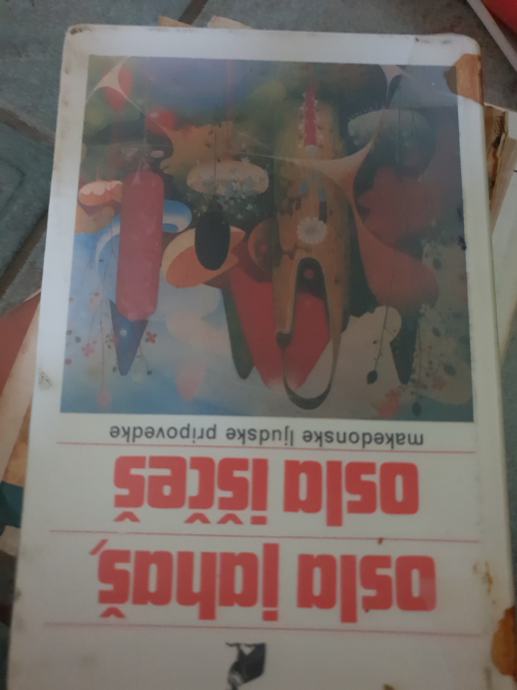 osla jahaš,
osla iščeš
makedonske ljudske pripovedke